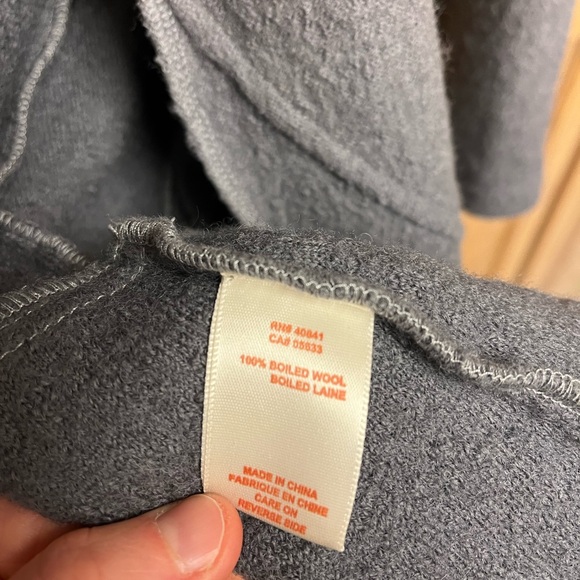 RN# 40841
CA# 05033
100% BOILED WOOL
BOILED LAINE
MADE IN CHINA
FABRIQUE EN CHINE
CARE ON
REVERSE SIDE